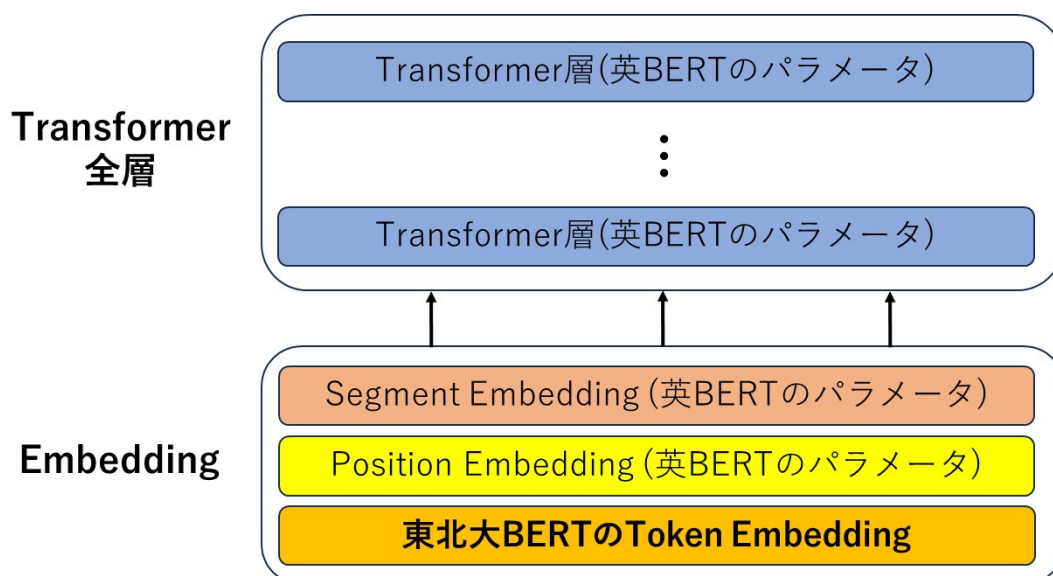 Transformer層(英BERTのパラメータ)
Transformer
全層
Transformer層(英BERTのパラメータ)
Segment Embedding (英BERTのパラメータ)
Embedding
Position Embedding (英BERTのパラメータ)
東北大BERTのToken Embedding